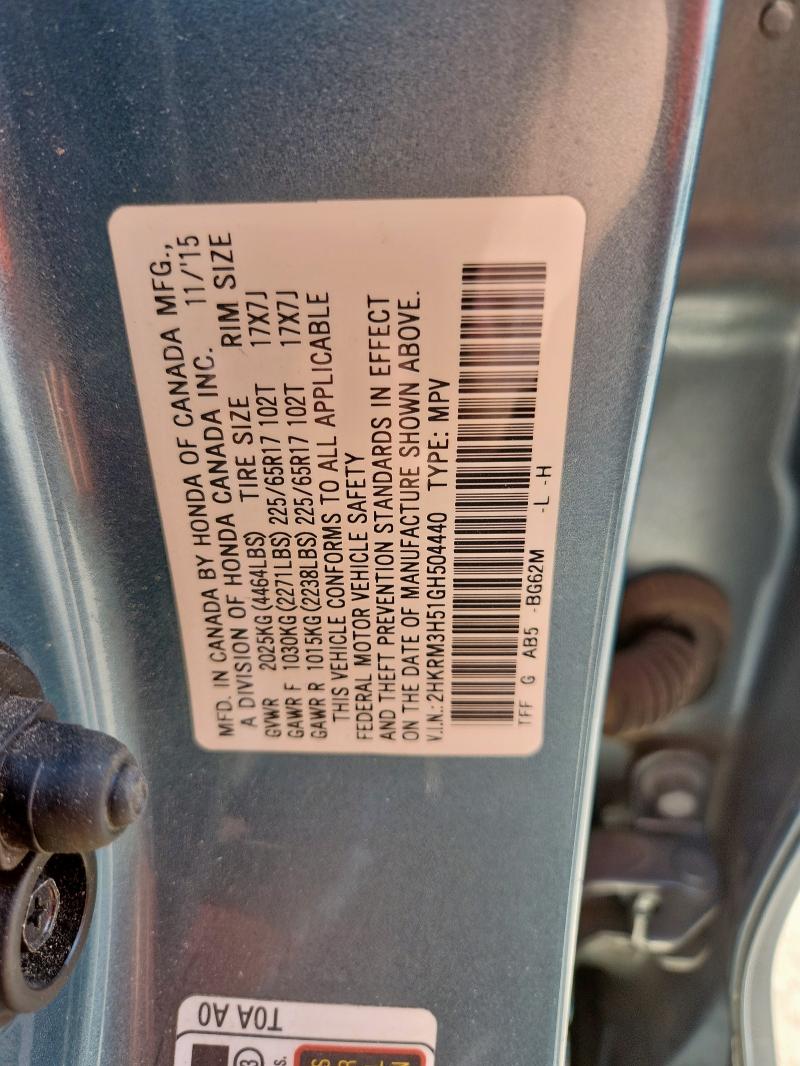 MFD. IN CANADA BY HONDA OF CANADA MFG.,
A DIVISION OF HONDA CANADA INC. 11/'15
TIRE SIZE RIM SIZE
GVWR 2025KG(4464LBS)
GAWR F 1030KG(2271LBS) 225/65R17 102T 17X7J
GAWR R 1015KG(2238LBS) 225/65R17 102T 17X7J
THIS VEHICLE CONFORMS TO ALL APPLICABLE
FEDERAL MOTOR VEHICLE SAFETY
AND THEFT PREVENTION STANDARDS IN EFFECT
ON THE DATE OF MANUFACTURE SHOWN ABOVE.
V.I.N.: 2HKRM3H51GH504440 TYPE: MPV
TFF G AB5 -BG62M -L -H
T0A A0